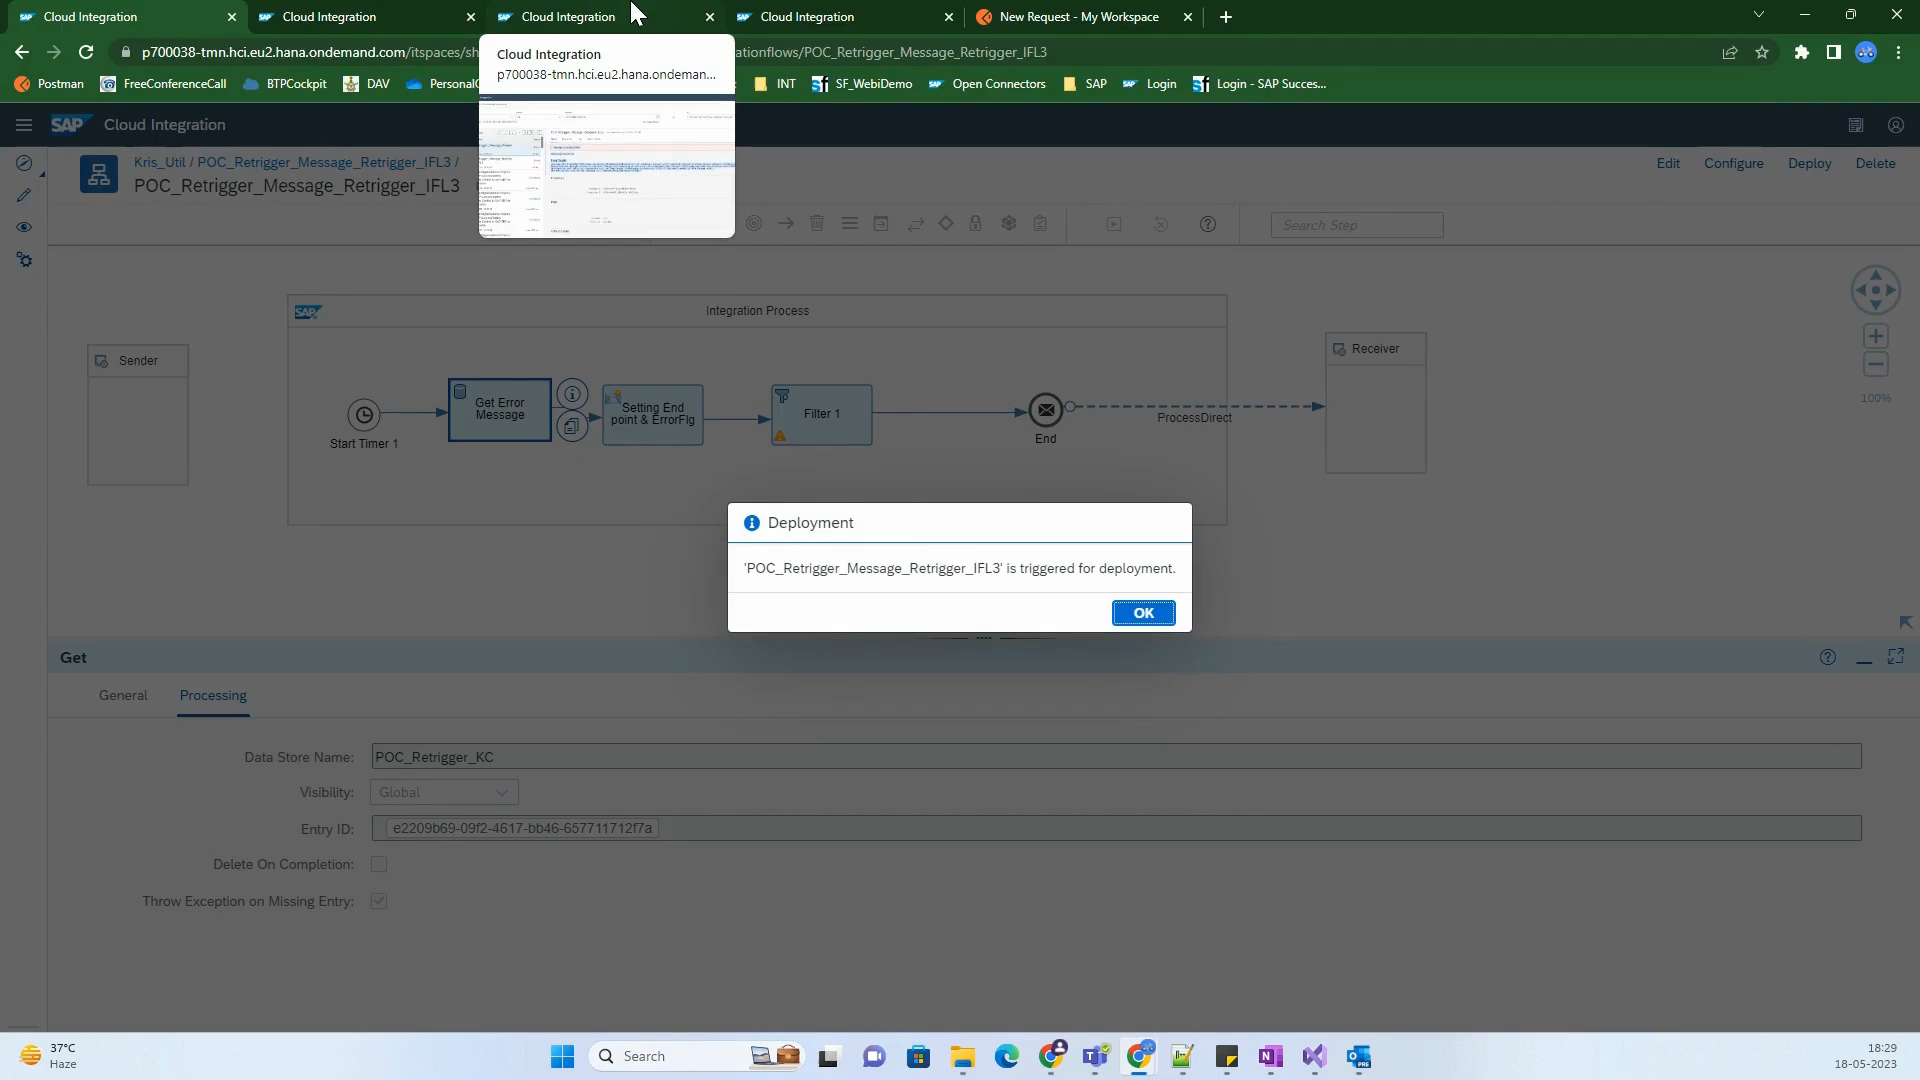 Cloud Integration
Cloud Integration
Cloud Integration
Cloud Integration
New Request - My Workspace
p700038-tmn.hci.eu2.hana.ondemand.com/itspaces/sh
ationflows/POC_Retrigger_Message_Retrigger_IFL3
Cloud Integration
p700038-tmn.hci.eu2.hana.ondeman...
Postman
FreeConferenceCall
BTPCockpit
DAV
Personal
INT
SF_WebiDemo
Open Connectors
SAP
Login
Login - SAP Succes...
SAP
Cloud Integration
Kris_Util / POC_Retrigger_Message_Retrigger_IFL3 /
POC_Retrigger_Message_Retrigger_IFL3
Edit
Configure
Deploy
Delete
Search Step
SAP
Integration Process
Sender
Receiver
Get Error
Message
Setting End
point & ErrorFlg
Filter 1
Start Timer 1
End
ProcessDirect
100%
Deployment
'POC_Retrigger_Message_Retrigger_IFL3' is triggered for deployment.
OK
Get
General
Processing
Data Store Name:
POC_Retrigger_KC
Visibility:
Global
Entry ID:
e2209b69-09f2-4617-bb46-657711712f7a
Delete On Completion:
Throw Exception on Missing Entry:
37°C
Haze
Search
18:29
18-05-2023